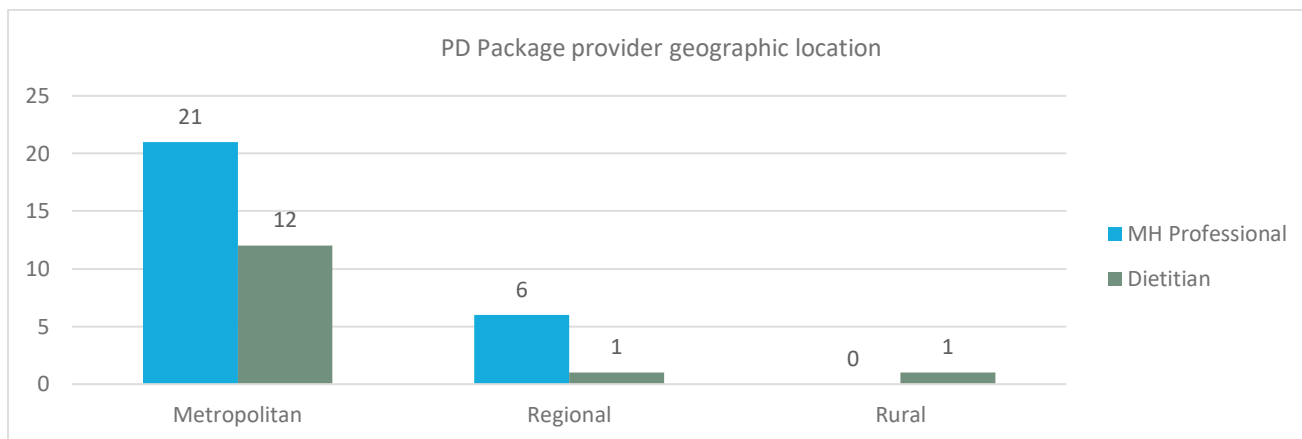 PD Package provider geographic location
25
21
20
15
12
10
6
5
1
0
1
0
Metropolitan
Regional
Rural
MH Professional
Dietitian